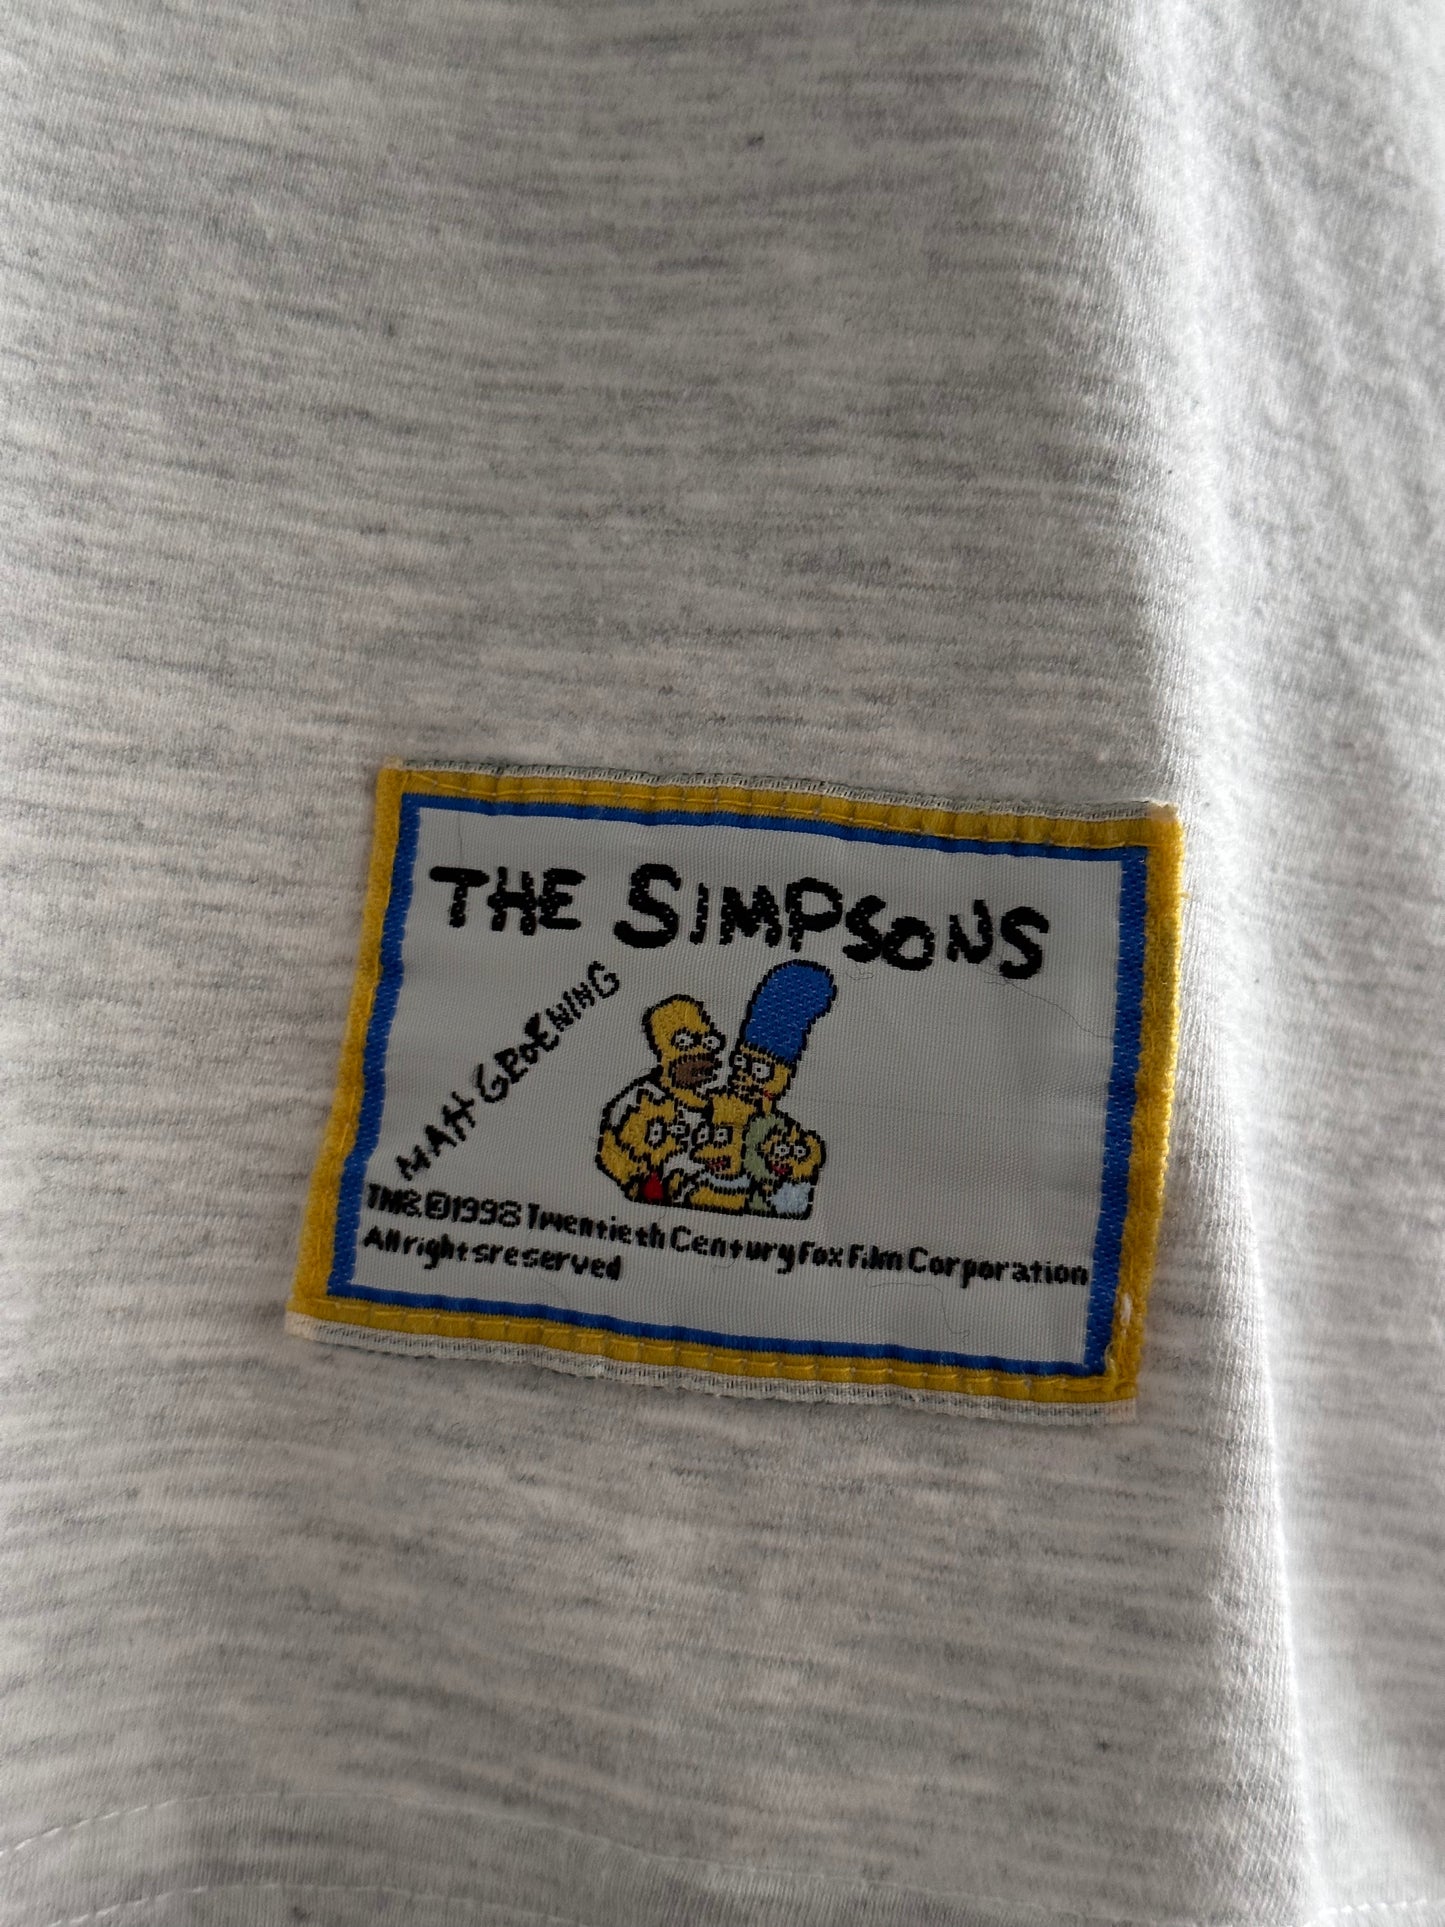 THE SIMPSONS
MATT GROENING
TM&©1998 Twentieth Century Fox Film Corporation
All rights reserved